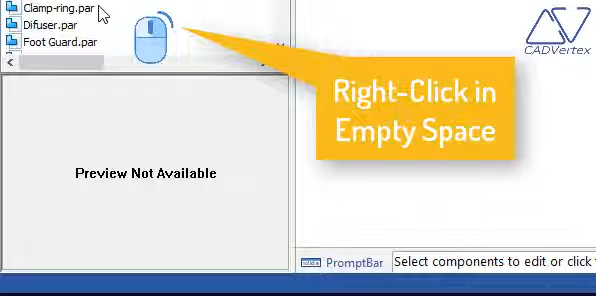 Clamp-ring.par
Difuser.par
Foot Guard.par
CADVertex
Right-Click in
Empty Space
Preview Not Available
PromptBar
Select components to edit or click